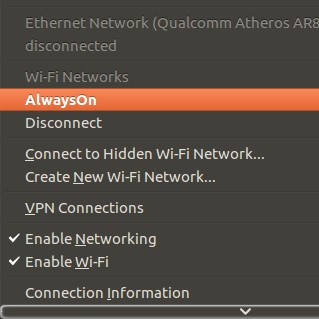 Ethernet Network (Qualcomm Atheros AR8
disconnected
Wi-Fi Networks
AlwaysOn
Disconnect
Connect to Hidden Wi-Fi Network...
Create New Wi-Fi Network...
VPN Connections
Enable Networking
Enable Wi-Fi
Connection Information